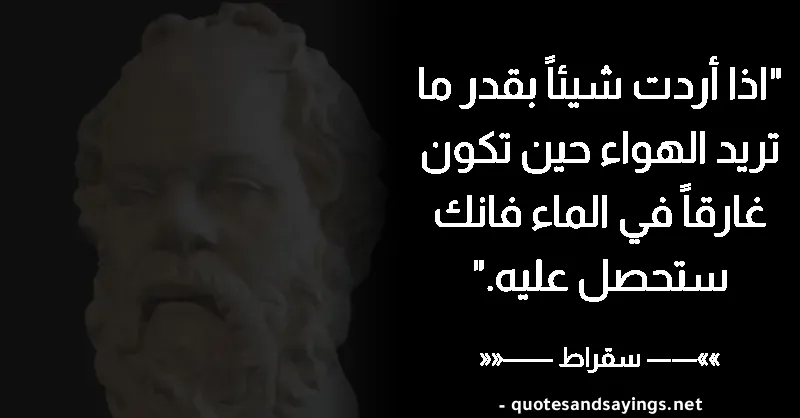 "اذا أردت شيئاً بقدر ما
تريد الهواء حين تكون
غارقاً في الماء فانك
ستحصل عليه."
»»—— سقراط ——««
- quotesandsayings.net